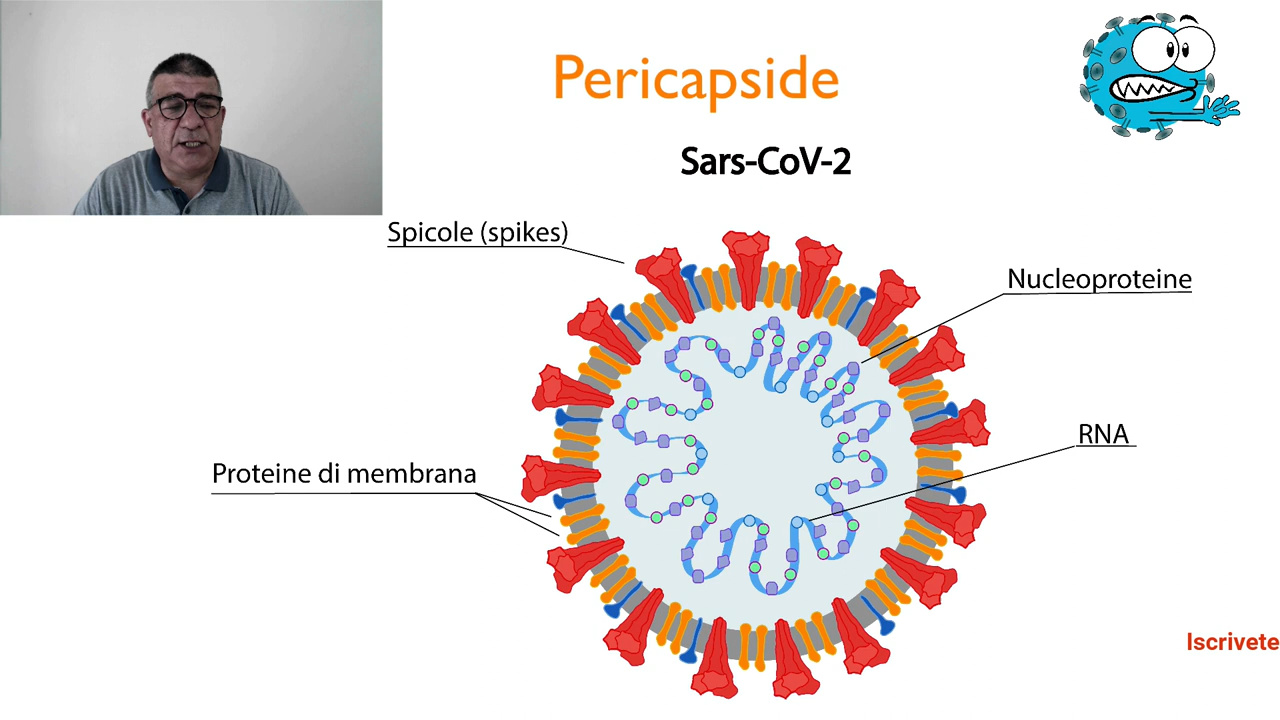 Pericapside
Sars-CoV-2
Spicole (spikes)
Nucleoproteine
RNA
Proteine di membrana
Iscrivete